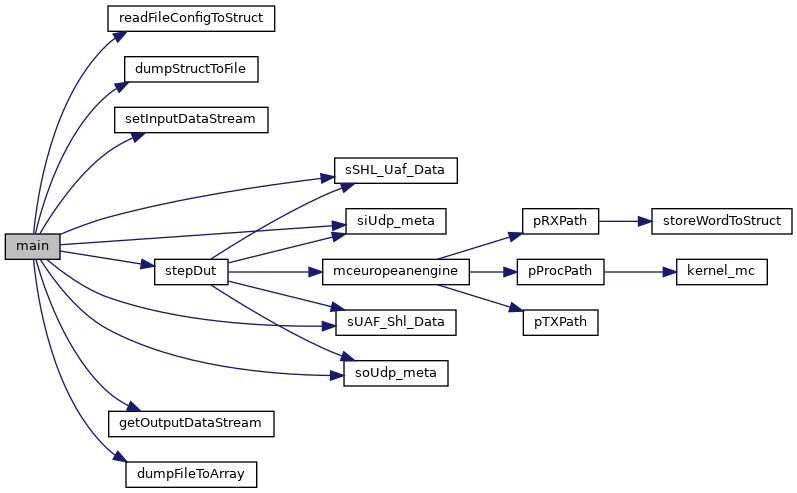 readFileConfigToStruct
dumpStructToFile
setInputDataStream
sSHL_Uaf_Data
siUdp_meta
pRXPath
storeWordToStruct
main
stepDut
mceuropeanengine
pProcPath
kernel_mc
sUAF_Shl_Data
pTXPath
soUdp_meta
getOutputDataStream
dumpFileToArray